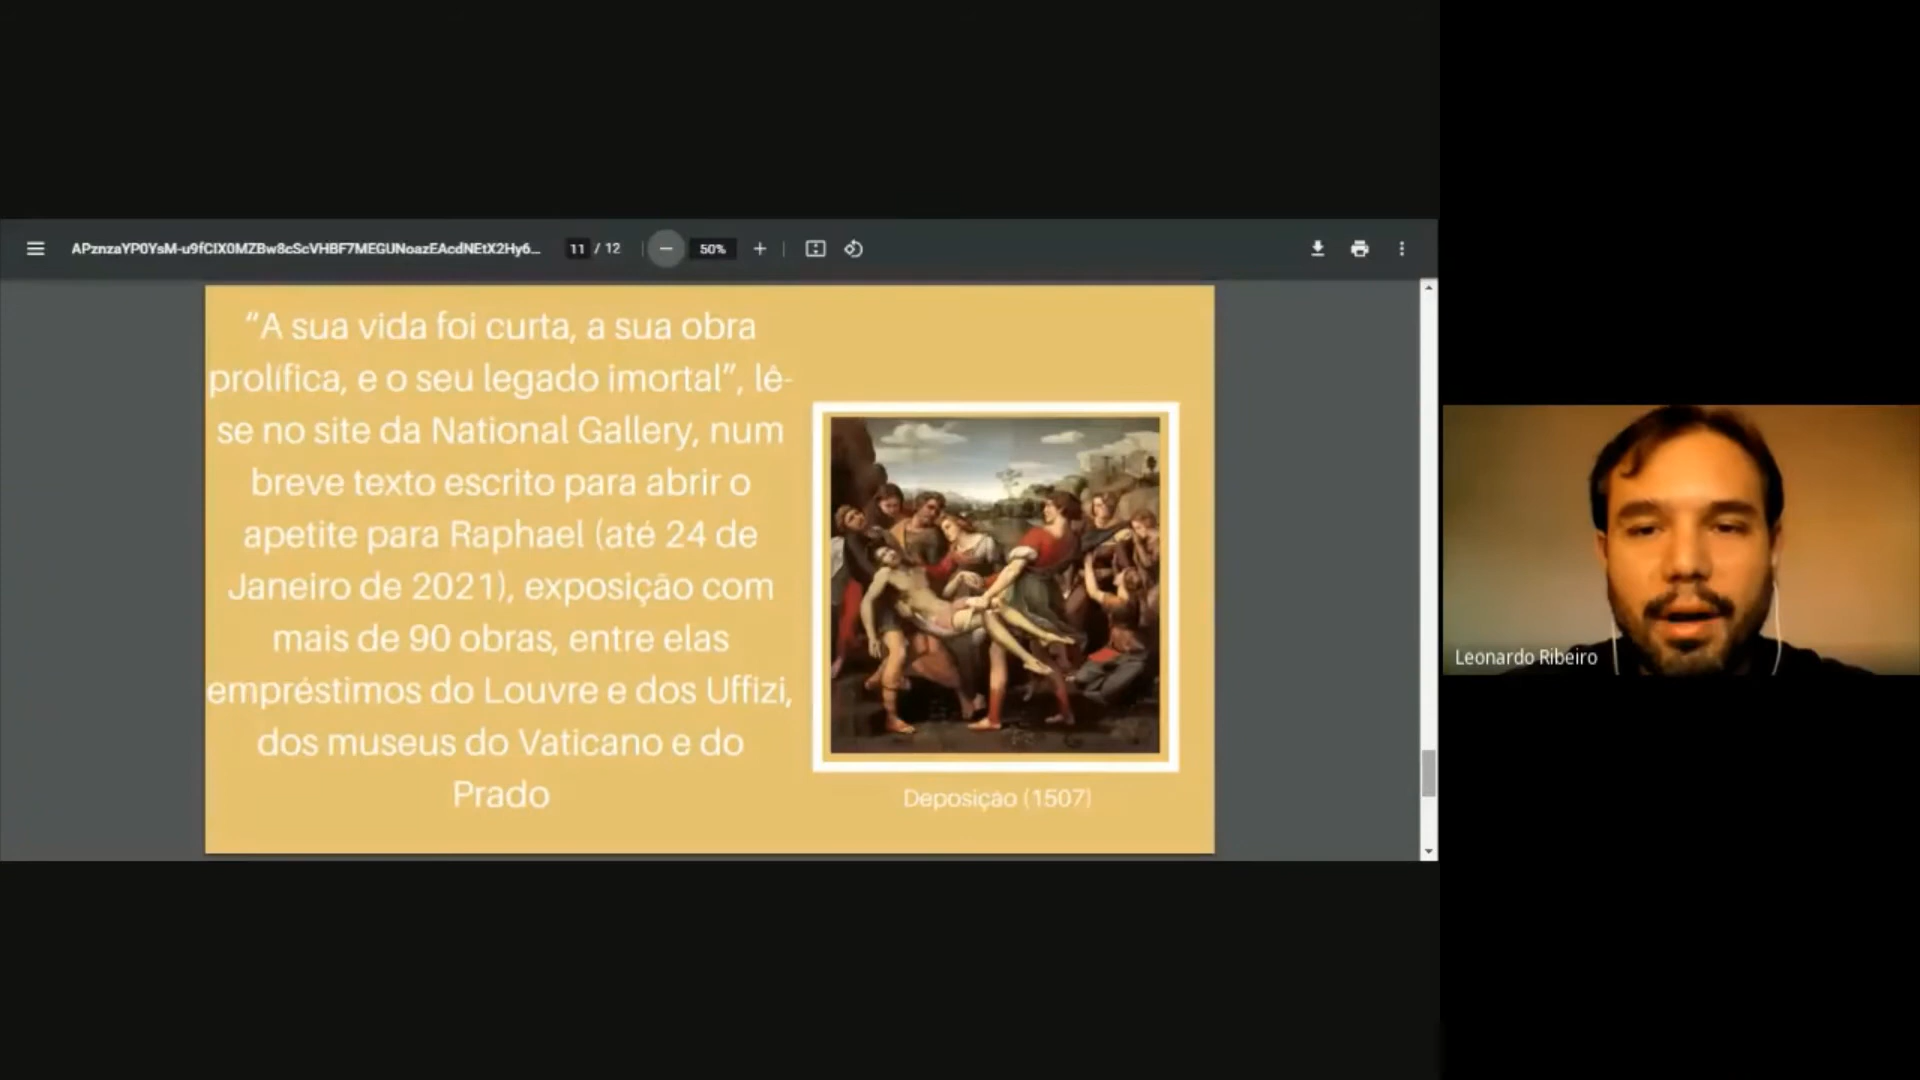 APznzaYP0YsM-u9fClX0MZBw8cScVHBF7MEGUNoazEAcdNEtX2Hy6... 11 / 12 50%
“A sua vida foi curta, a sua obra
prolífica, e o seu legado imortal”, lê-
se no site da National Gallery, num
breve texto escrito para abrir o
apetite para Raphael (até 24 de
Janeiro de 2021), exposição com
mais de 90 obras, entre elas
empréstimos do Louvre e dos Uffizi,
dos museus do Vaticano e do
Prado
Deposição (1507)
Leonardo Ribeiro